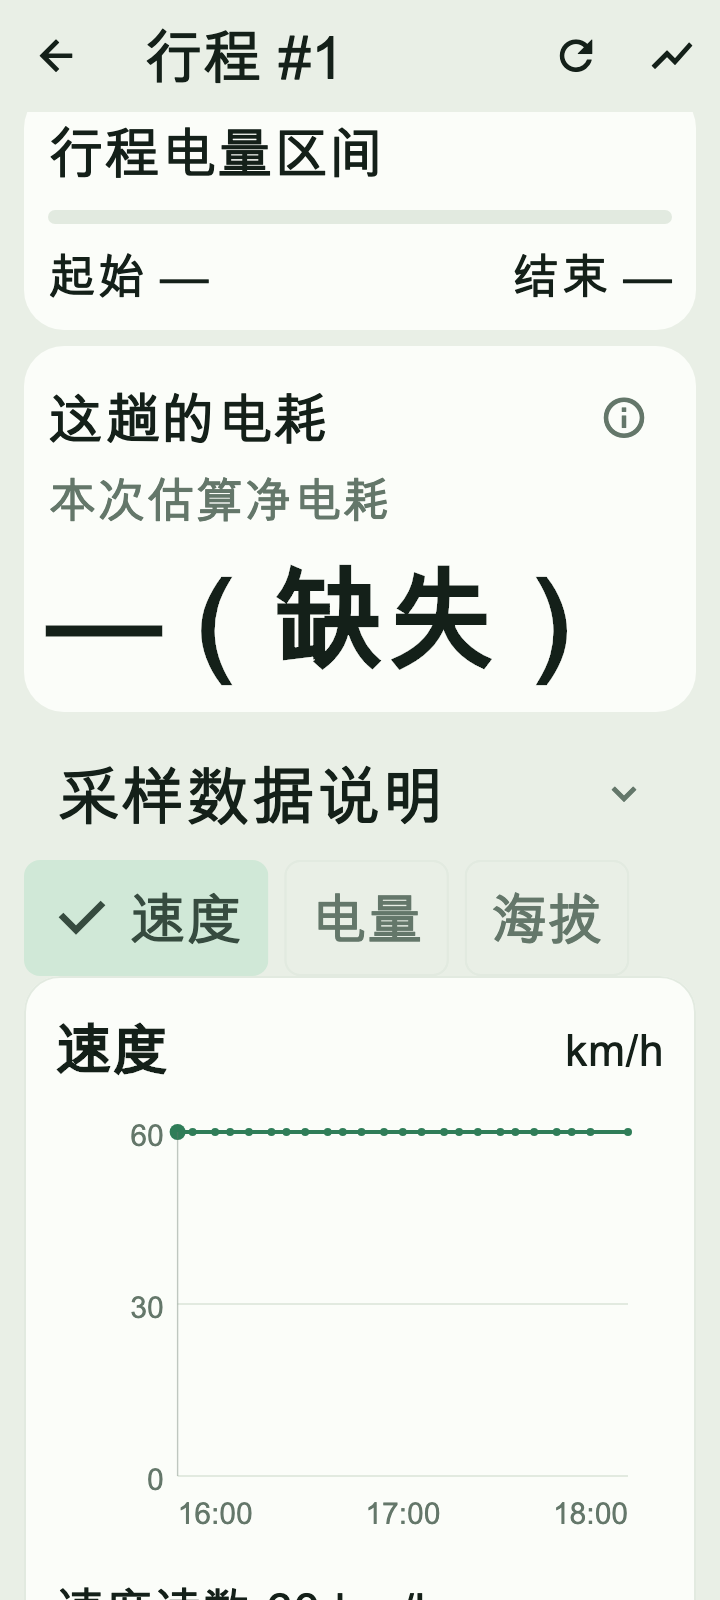 行程 #1
行程电量区间
起始 —
结束 —
这趟的电耗
本次估算净电耗
—（缺失）
采样数据说明
速度
电量
海拔
速度
km/h
60
30
0
16:00
17:00
18:00